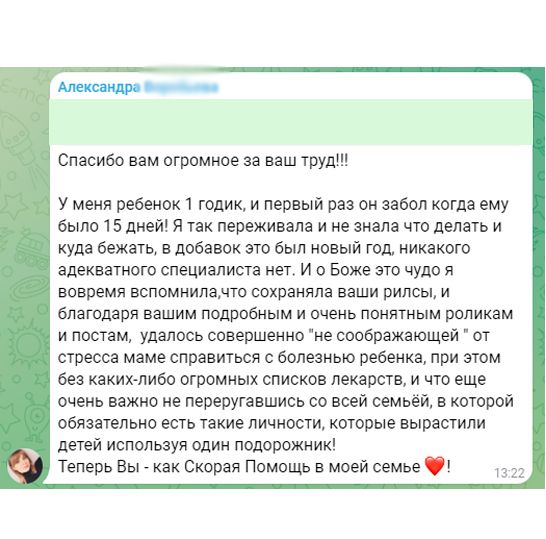 Александра
Спасибо вам огромное за ваш труд!!!
У меня ребенок 1 годик, и первый раз он забол когда ему
было 15 дней! Я так переживала и не знала что делать и
куда бежать, в добавок это был новый год, никакого
адекватного специалиста нет. И о Боже это чудо я
вовремя вспомнила,что сохраняла ваши рилсы, и
благодаря вашим подробным и очень понятным роликам
и постам, удалось совершенно "не соображающей " от
стресса маме справиться с болезнью ребенка, при этом
без каких-либо огромных списков лекарств, и что еще
очень важно не переругавшись со всей семьёй, в которой
обязательно есть такие личности, которые вырастили
детей используя один подорожник!
Теперь Вы - как Скорая Помощь в моей семье ❤️!
13:22